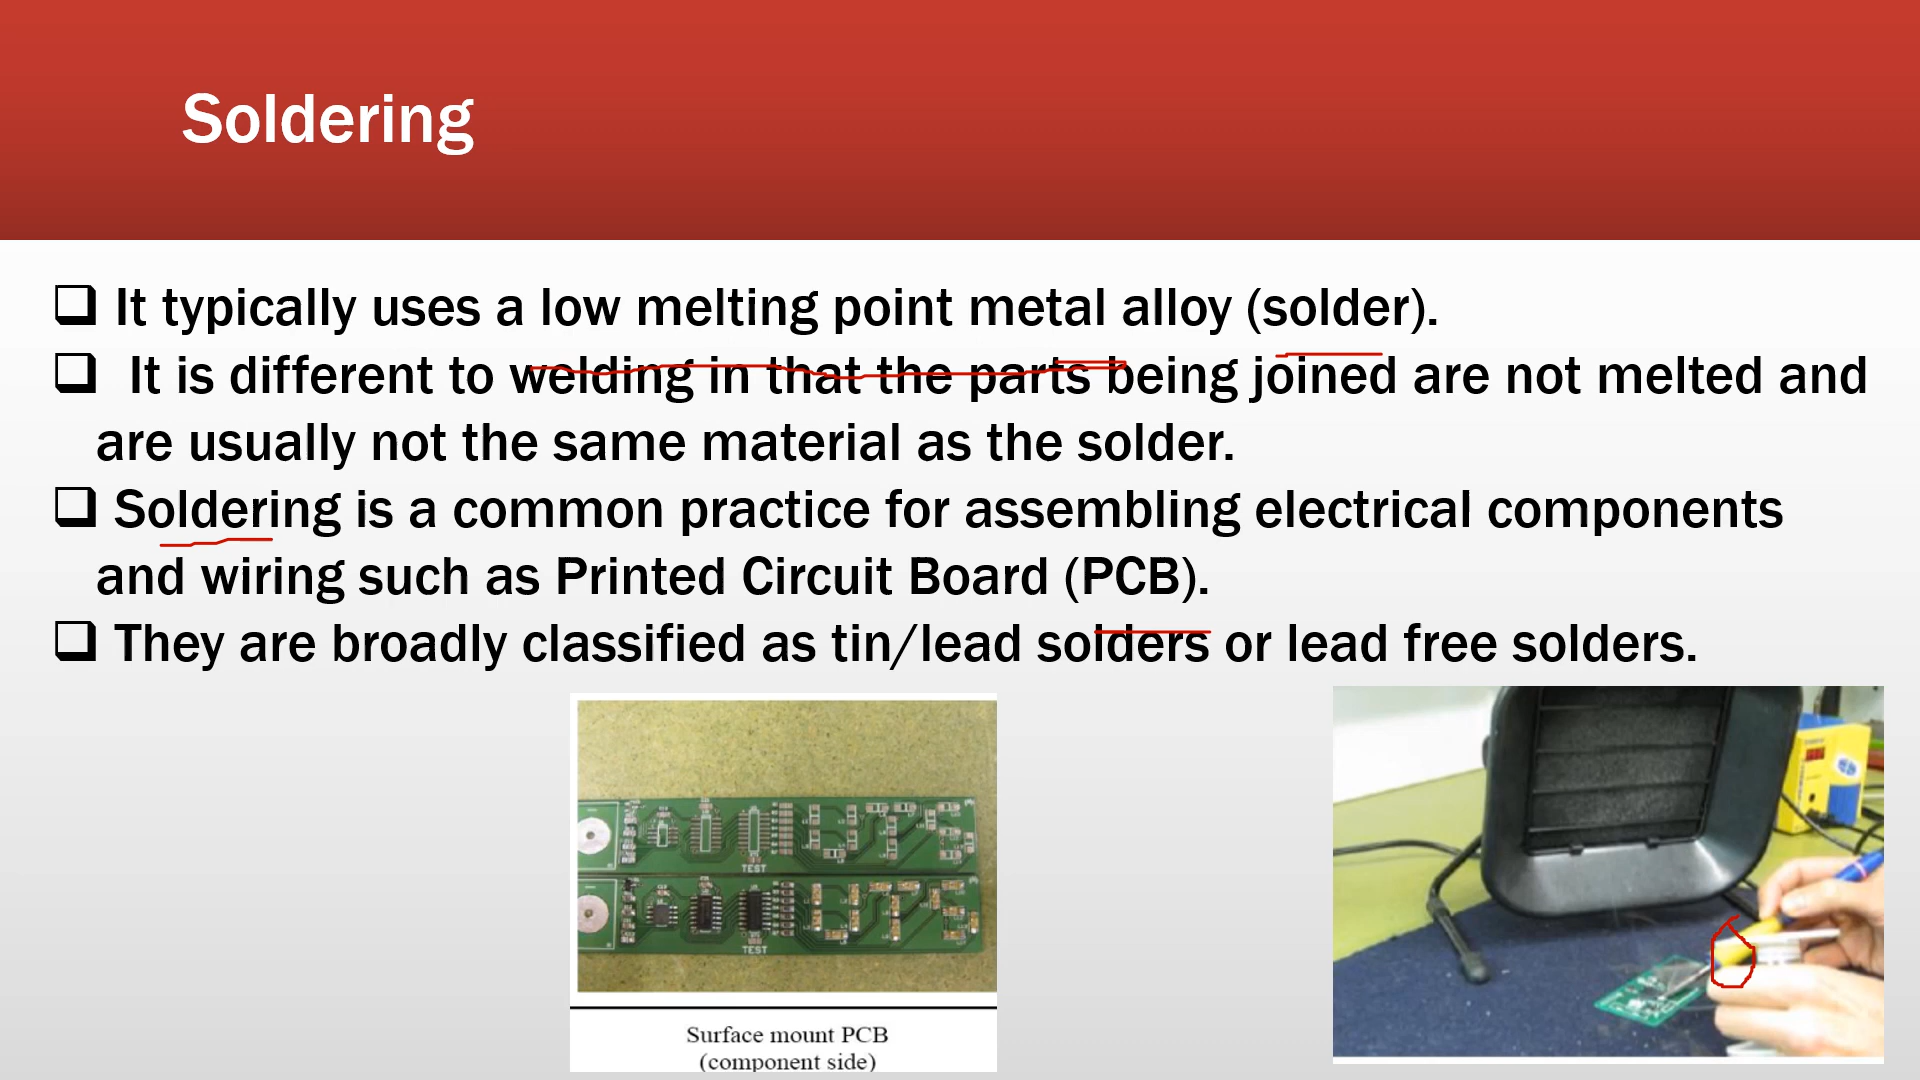 Soldering
❑ It typically uses a low melting point metal alloy (solder).
❑ It is different to welding in that the parts being joined are not melted and
are usually not the same material as the solder.
❑ Soldering is a common practice for assembling electrical components
and wiring such as Printed Circuit Board (PCB).
❑ They are broadly classified as tin/lead solders or lead free solders.
TEST
TEST
Surface mount PCB
(component side)